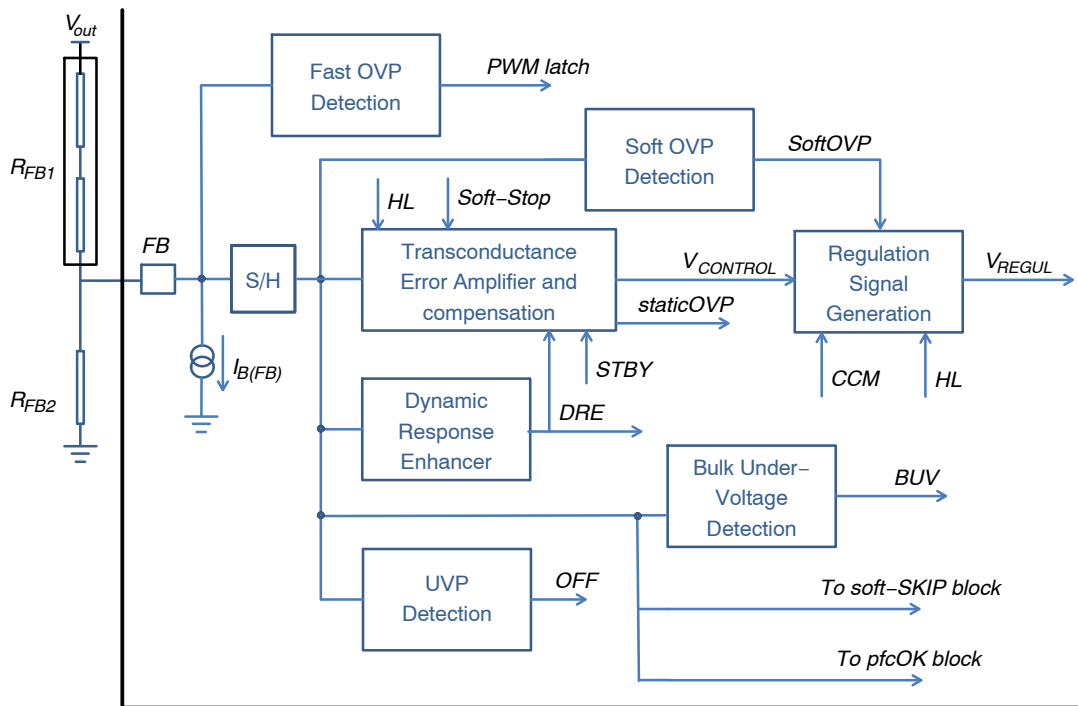 Vout
Fast OVP
Detection
PWM latch
RFB1
Soft OVP
Detection
SoftOVP
HL
Soft−Stop
FB
S/H
Transconductance
Error Amplifier and
compensation
VCONTROL
staticOVP
Regulation
Signal
Generation
VREGUL
IB(FB)
STBY
CCM
HL
RFB2
Dynamic
Response
Enhancer
DRE
Bulk Under−
Voltage
Detection
BUV
UVP
Detection
OFF
To soft−SKIP block
To pfcOK block